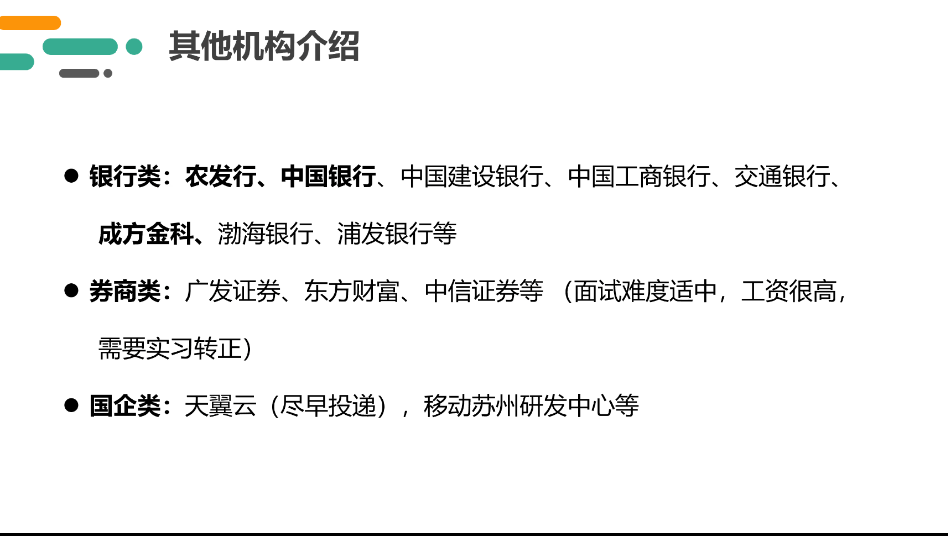 其他机构介绍
● 银行类：农发行、中国银行、中国建设银行、中国工商银行、交通银行、
成方金科、渤海银行、浦发银行等
● 券商类：广发证券、东方财富、中信证券等 （面试难度适中，工资很高，
需要实习转正）
● 国企类：天翼云（尽早投递），移动苏州研发中心等